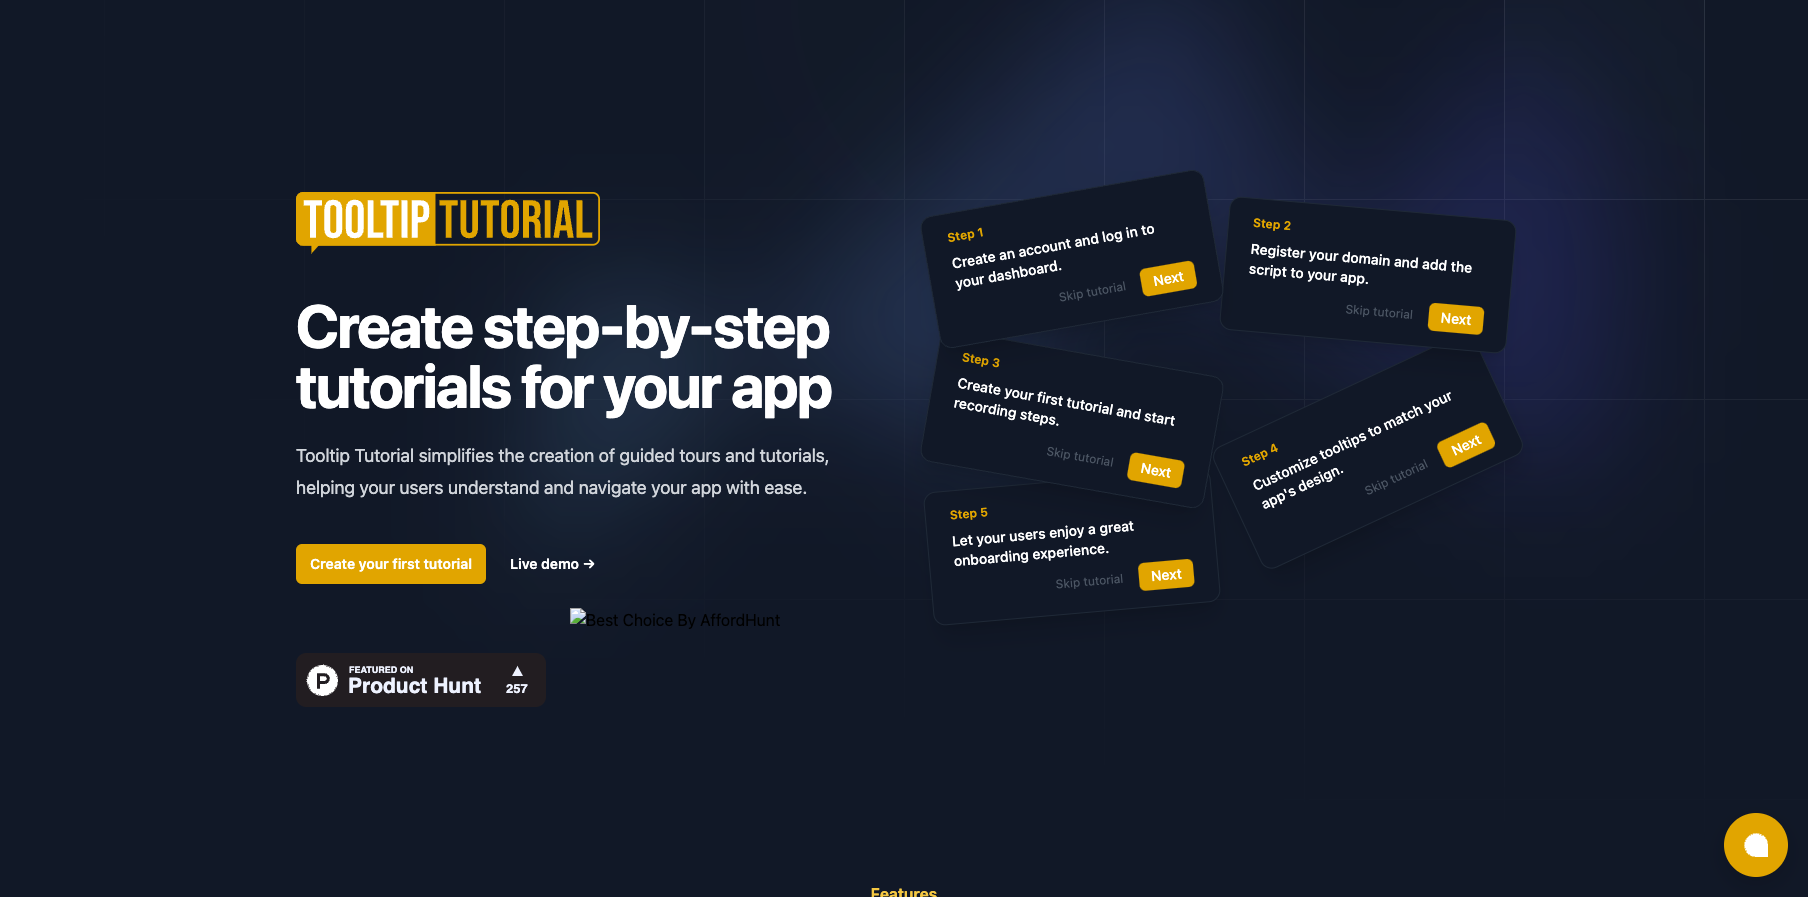 TOOLTIP TUTORIAL
Create step-by-step
tutorials for your app
Tooltip Tutorial simplifies the creation of guided tours and tutorials,
helping your users understand and navigate your app with ease.
Create your first tutorial
Live demo →
Best Choice By AffordHunt
FEATURED ON
Product Hunt
▲
257
Step 1
Create an account and log in to
your dashboard.
Skip tutorial
Next
Step 2
Register your domain and add the
script to your app.
Skip tutorial
Next
Step 3
Create your first tutorial and start
recording steps.
Skip tutorial
Next
Step 4
Customize tooltips to match your
app's design.
Skip tutorial
Next
Step 5
Let your users enjoy a great
onboarding experience.
Skip tutorial
Next
Features